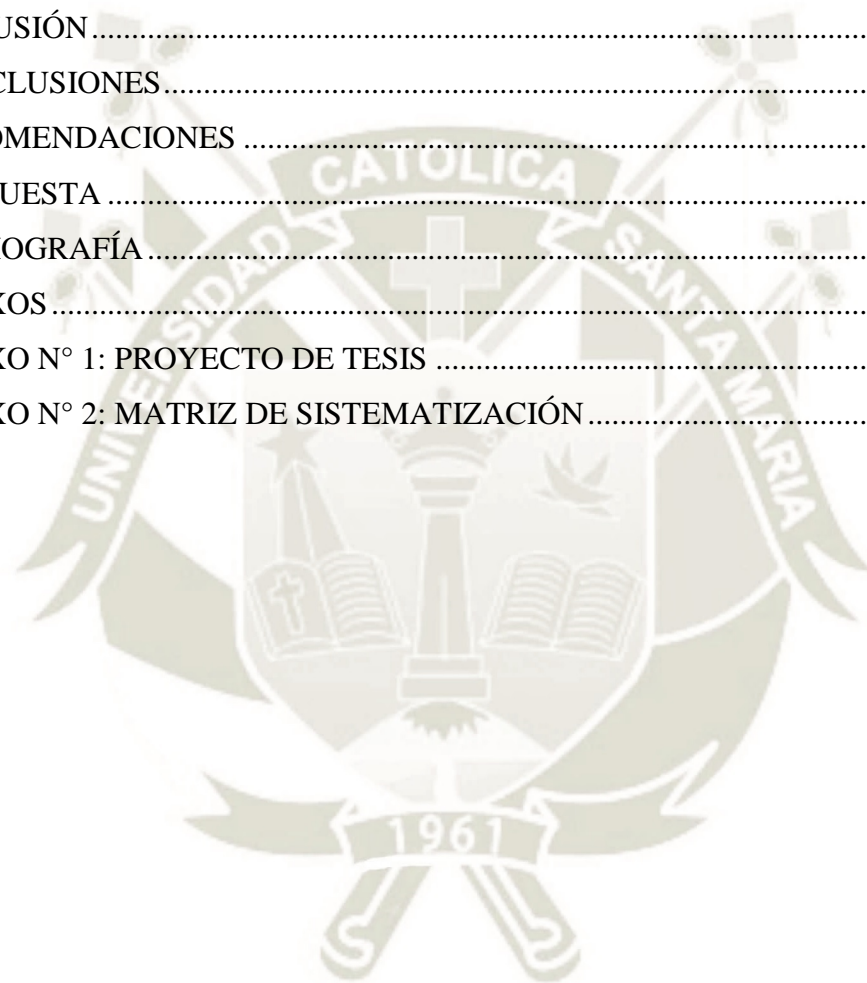 USIÓN......................................................................................................
CLUSIONES.............................................................................................
OMENDACIONES ..................................................................................
UESTA .....................................................................................................
OGRAFÍA................................................................................................
XOS...........................................................................................................
XO N° 1: PROYECTO DE TESIS ..........................................................
XO N° 2: MATRIZ DE SISTEMATIZACIÓN.......................................
UNIVERSIDAD CATOLICA SANTA MARIA
1961